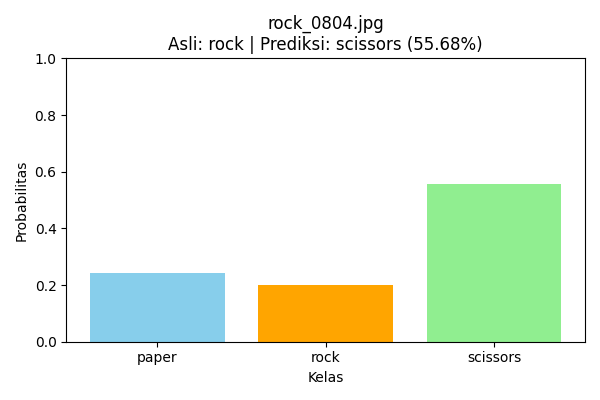 rock_0804.jpg
Asli: rock | Prediksi: scissors (55.68%)
1.0
0.8
0.6
0.4
0.2
0.0
Probabilitas
paper rock scissors
Kelas